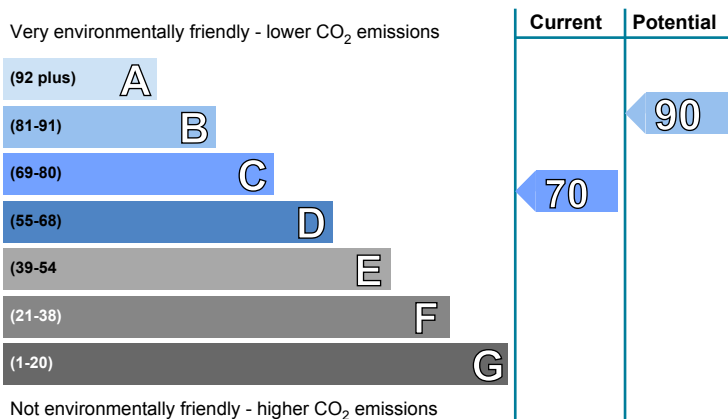 Current Potential
Very environmentally friendly - lower CO2 emissions
(92 plus) A
(81-91) B
90
(69-80) C
70
(55-68) D
(39-54 E
(21-38) F
(1-20) G
Not environmentally friendly - higher CO2 emissions